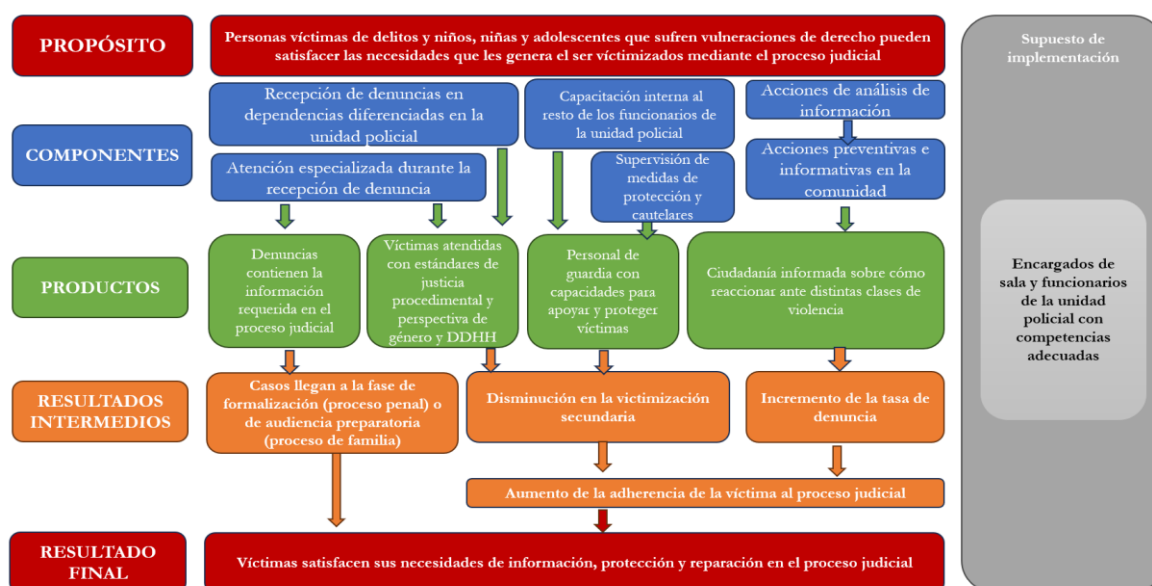 PROPÓSITO
Personas víctimas de delitos y niños, niñas y adolescentes que sufren vulneraciones de derecho pueden
satisfacer las necesidades que les genera el ser víctimizados mediante el proceso judicial
Supuesto de
implementación
COMPONENTES
Recepción de denuncias en
dependencias diferenciadas en la
unidad policial
Atención especializada durante la
recepción de denuncia
Capacitación interna al
resto de los funcionarios de
la unidad policial
Supervisión de
medidas de
protección y
cautelares
Acciones de análisis de
información
Acciones preventivas e
informativas en la
comunidad
PRODUCTOS
Denuncias
contienen la
información
requerida en el
proceso judicial
Víctimas atendidas
con estándares de
justicia
procedimental y
perspectiva de
género y DDHH
Personal de
guardia con
capacidades para
apoyar y proteger
víctimas
Ciudadanía informada sobre cómo
reaccionar ante distintas clases de
violencia
Encargados de
sala y funcionarios
de la unidad
policial con
competencias
adecuadas
RESULTADOS
INTERMEDIOS
Casos llegan a la fase de
formalización (proceso penal) o
de audiencia preparatoria
(proceso de familia)
Disminución en la victimización
secundaria
Incremento de la tasa de
denuncia
Aumento de la adherencia de la víctima al proceso judicial
RESULTADO
FINAL
Víctimas satisfacen sus necesidades de información, protección y reparación en el proceso judicial